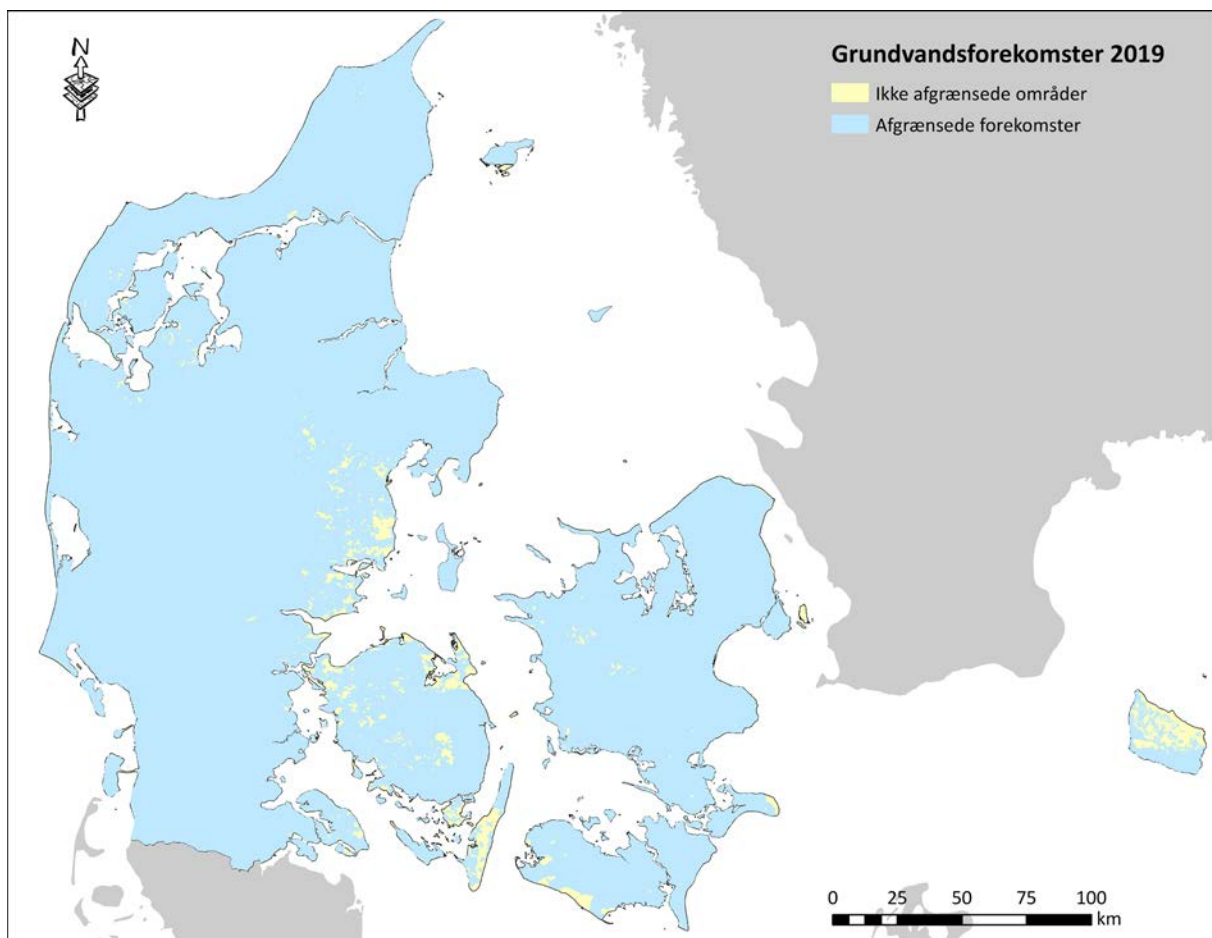 N
Grundvandsforekomster 2019
Ikke afgrænsede områder
Afgrænsede forekomster
0 25 50 75 100
km